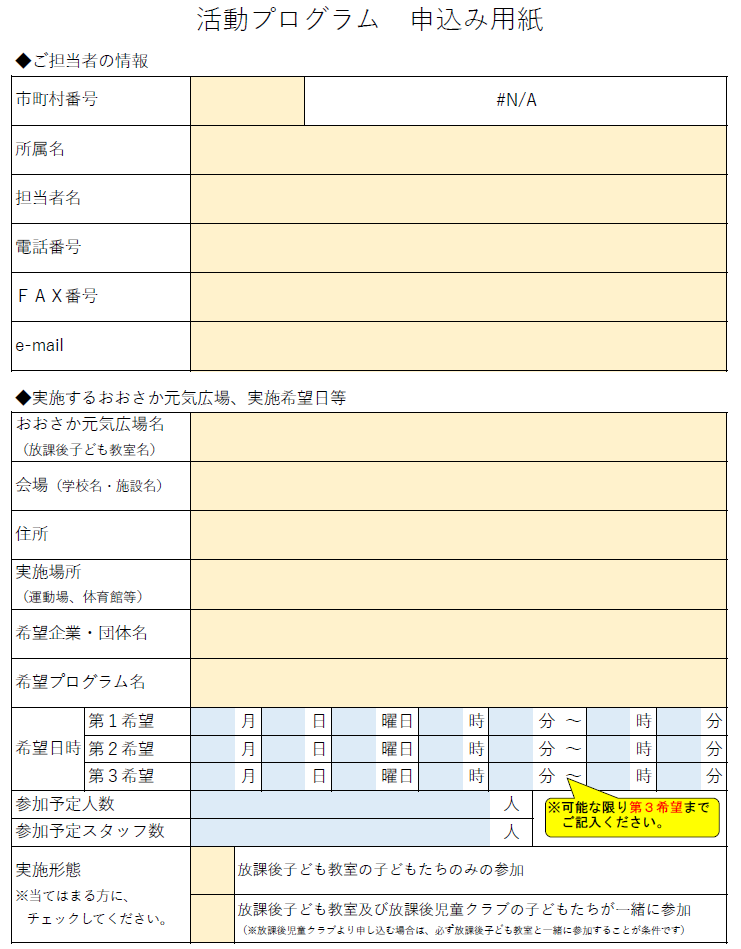 活動プログラム　申込み用紙
◆ご担当者の情報
市町村番号 #N/A
所属名
担当者名
電話番号
ＦＡＸ番号
e-mail
◆実施するおおさか元気広場、実施希望日等
おおさか元気広場名
（放課後子ども教室名）
会場（学校名・施設名）
住所
実施場所
（運動場、体育館等）
希望企業・団体名
希望プログラム名
希望日時
第１希望 月 日 曜日 時 分 ～ 時 分
第２希望 月 日 曜日 時 分 ～ 時 分
第３希望 月 日 曜日 時 分 ～ 時 分
参加予定人数 人
参加予定スタッフ数 人
※可能な限り第３希望まで
ご記入ください。
実施形態
※当てはまる方に、
チェックしてください。
放課後子ども教室の子どもたちのみの参加
放課後子ども教室及び放課後児童クラブの子どもたちが一緒に参加
（※放課後児童クラブより申し込む場合は、必ず放課後子ども教室と一緒に参加することが条件です）